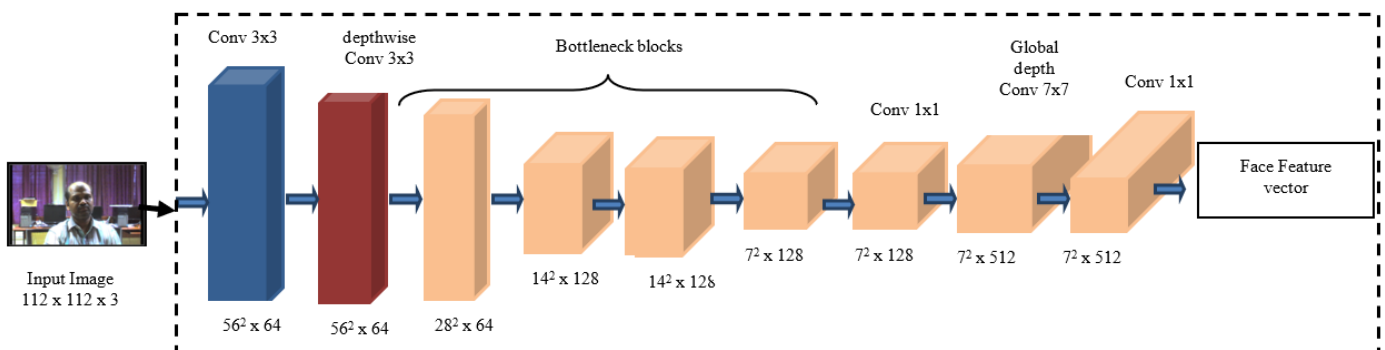 Conv 3x3
depthwise
Conv 3x3
Bottleneck blocks
Conv 1x1
Global
depth
Conv 7x7
Conv 1x1
Face Feature
vector
Input Image
112 x 112 x 3
56² x 64
56² x 64
28² x 64
14² x 128
14² x 128
7² x 128
7² x 128
7² x 512
7² x 512